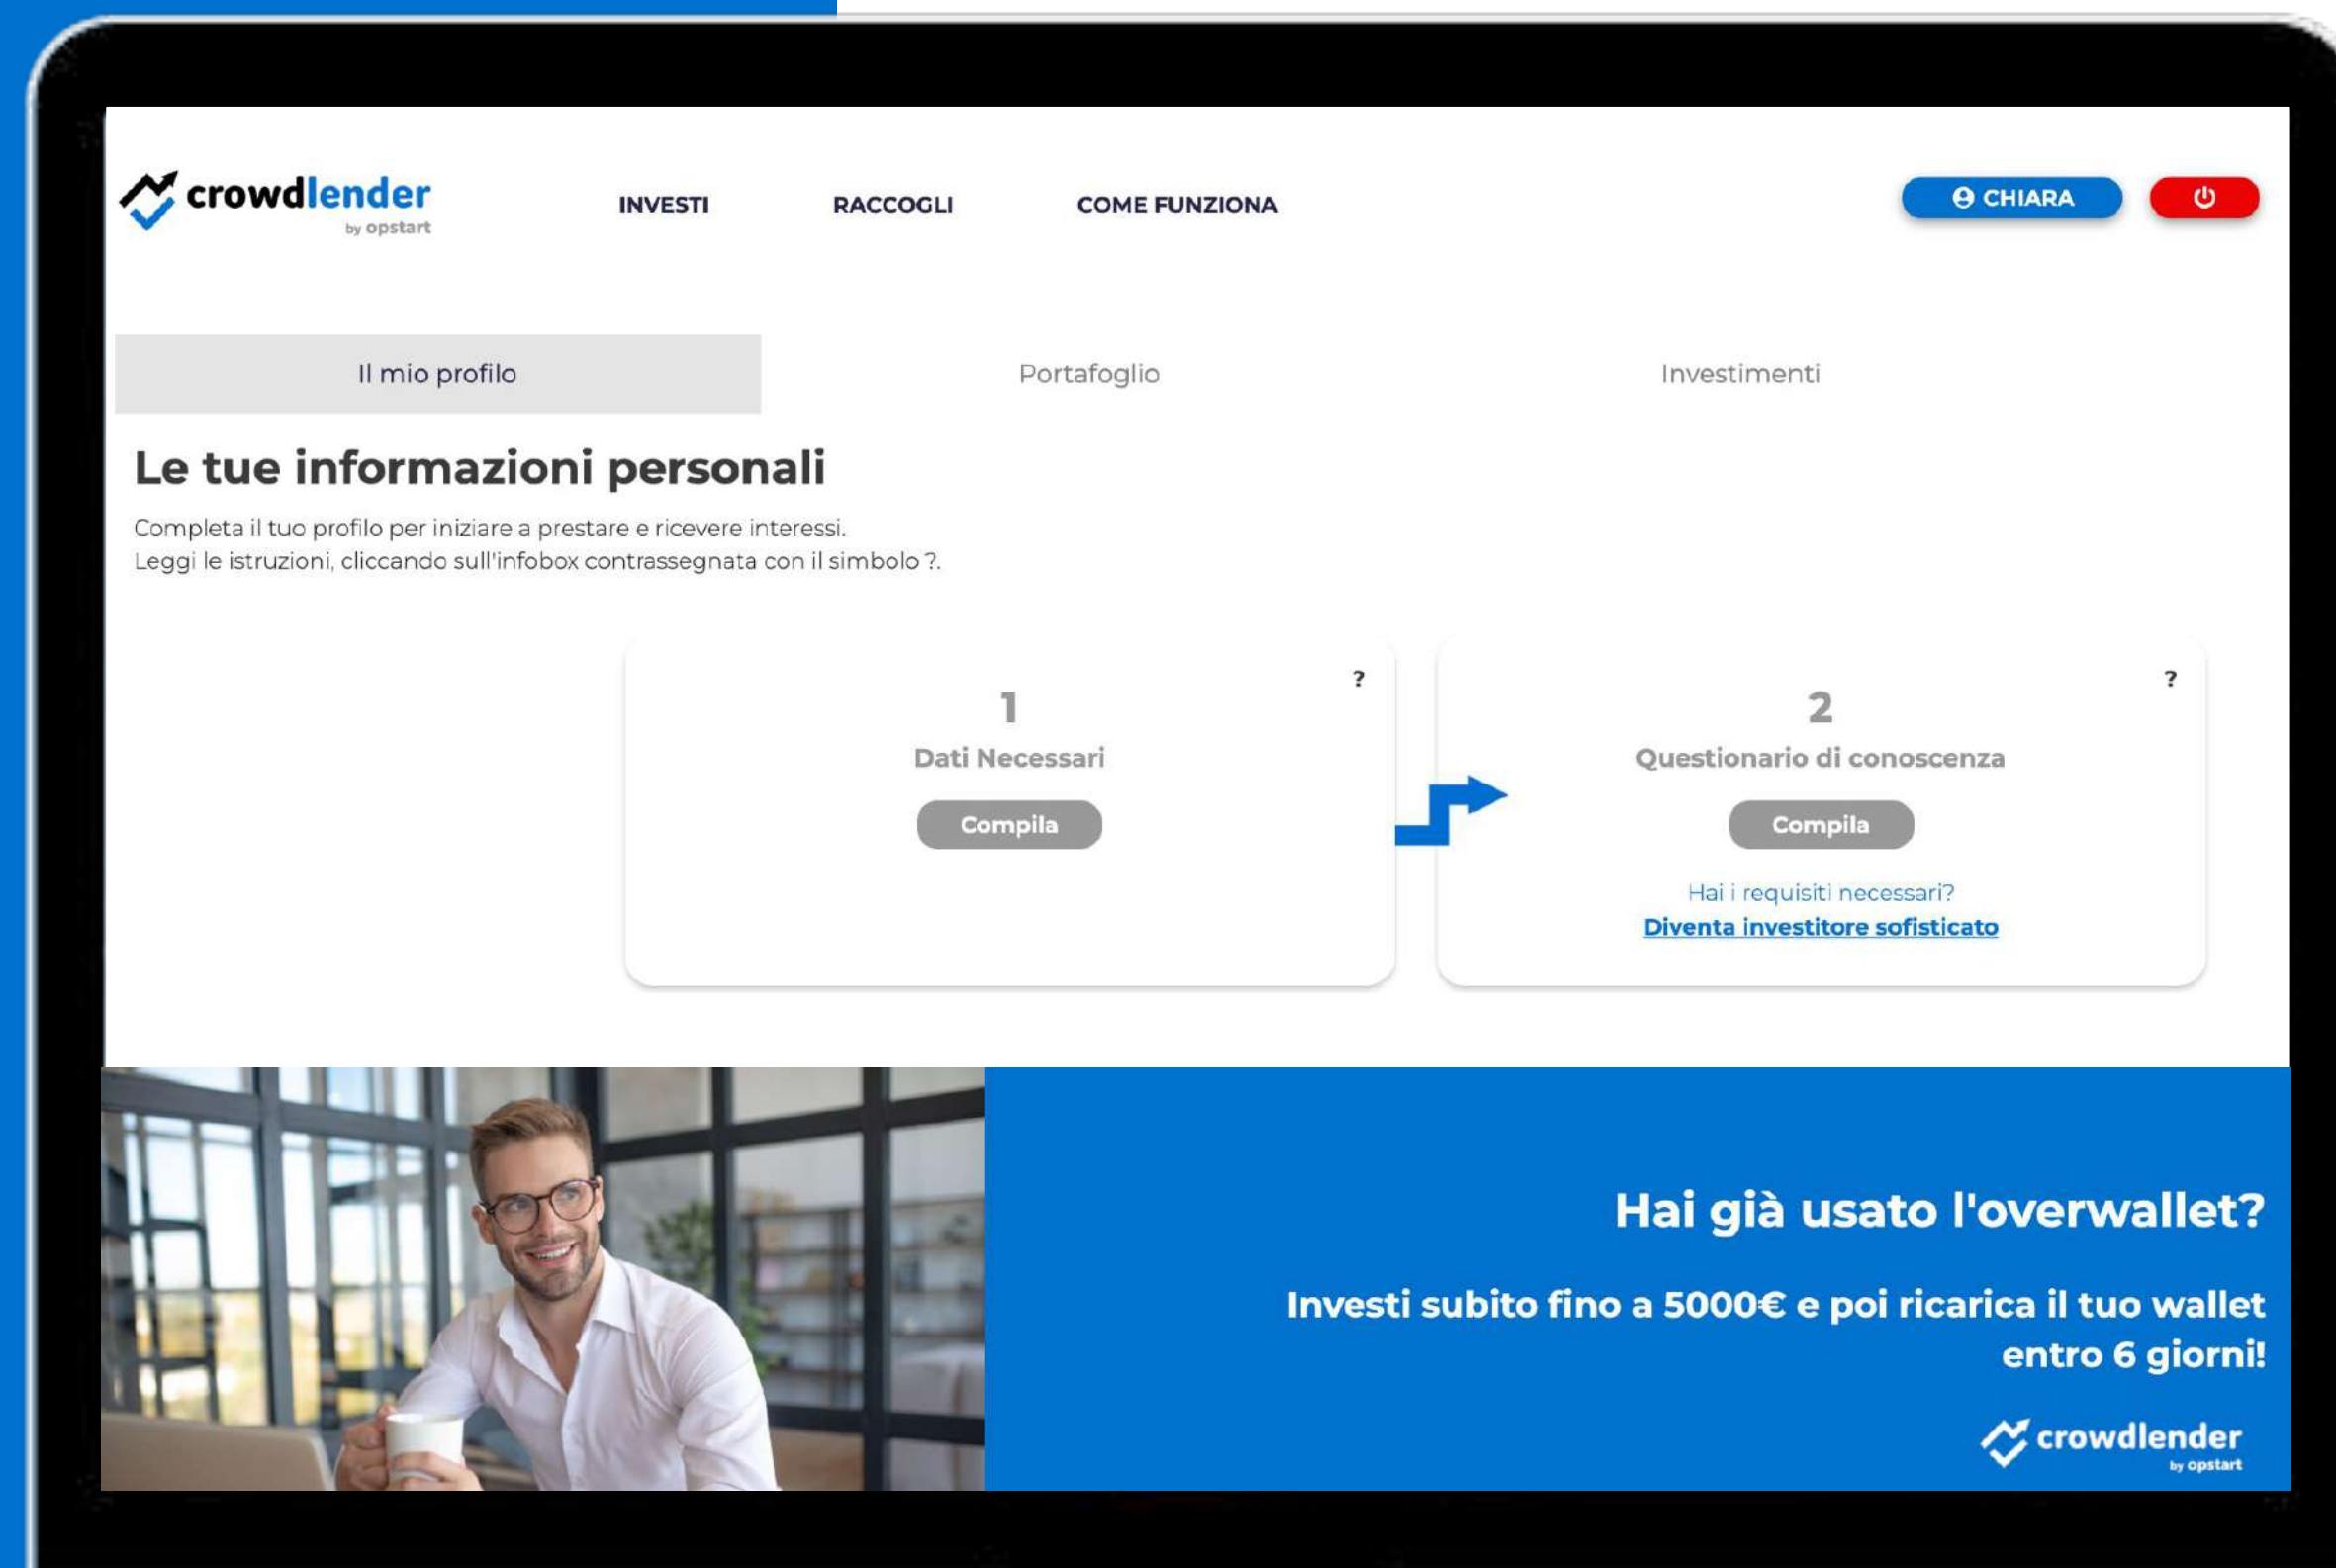 crowdlender
by opstart
INVESTI
RACCOGLI
COME FUNZIONA
CHIARA
Il mio profilo
Portafoglio
Investimenti
Le tue informazioni personali
Completa il tuo profilo per iniziare a prestare e ricevere interessi.
Leggi le istruzioni, cliccando sull'infobox contrassegnata con il simbolo ?.
?
1
Dati Necessari
Compila
?
2
Questionario di conoscenza
Compila
Hai i requisiti necessari?
Diventa investitore sofisticato
Hai già usato l'overwallet?
Investi subito fino a 5000€ e poi ricarica il tuo wallet
entro 6 giorni!
crowdlender
by opstart